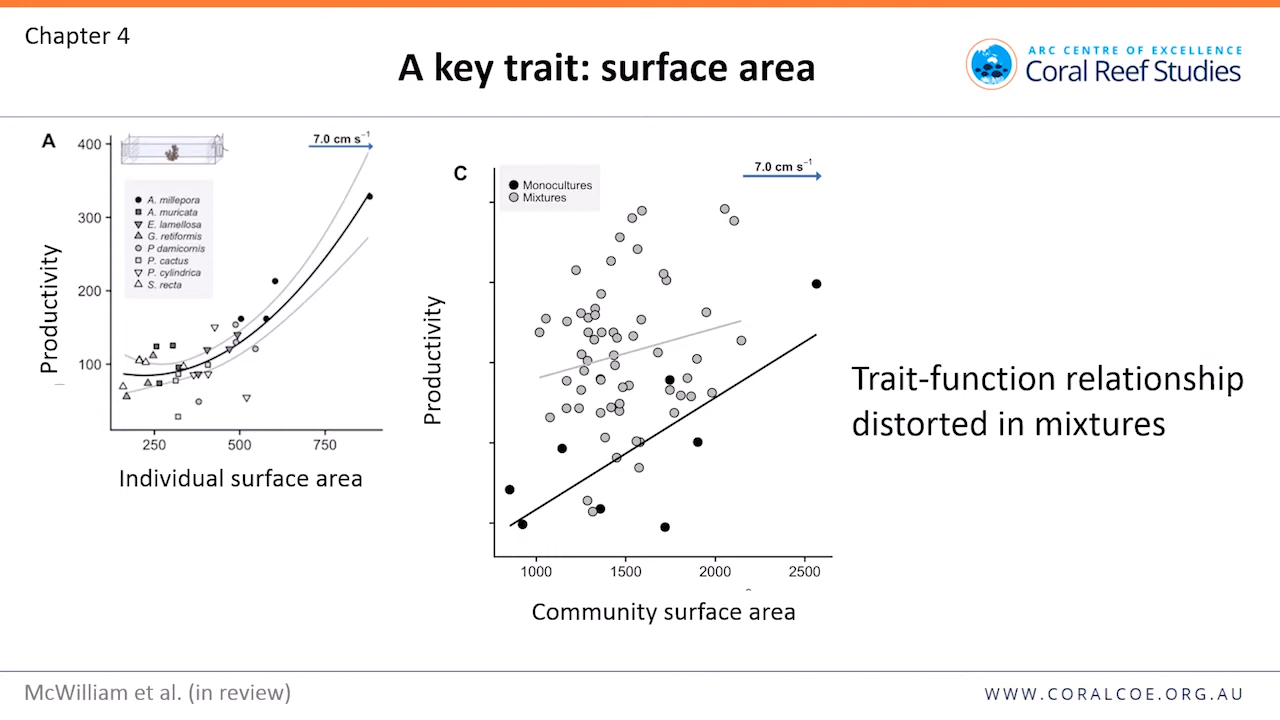 Chapter 4
A key trait: surface area
ARC CENTRE OF EXCELLENCE
Coral Reef Studies
A
400
300
200
100
7.0 cm s⁻¹
A. millepora
A. muricata
E. lamellosa
G. retiformis
P damicornis
P. cactus
P. cylindrica
S. recta
Productivity
250
500
750
Individual surface area
C
7.0 cm s⁻¹
Monocultures
Mixtures
Productivity
1000
1500
2000
2500
Community surface area
Trait-function relationship
distorted in mixtures
McWilliam et al. (in review)
WWW.CORALCOE.ORG.AU